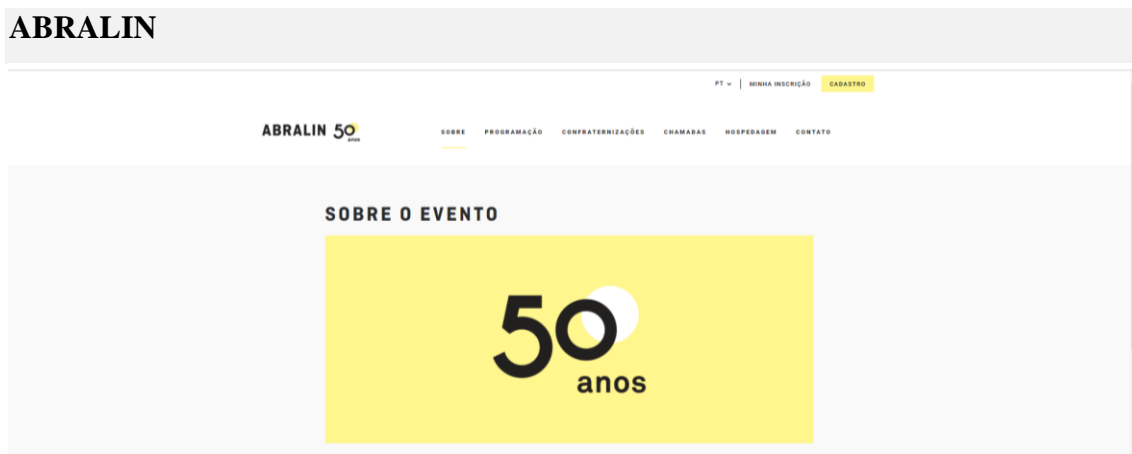 ABRALIN
PT | MINHA INSCRIÇÃO CADASTRO
ABRALIN 50 anos SOBRE PROGRAMAÇÃO CONFRATERNIZAÇÕES CHAMADAS HOSPEDAGEM CONTATO
SOBRE O EVENTO
50
anos